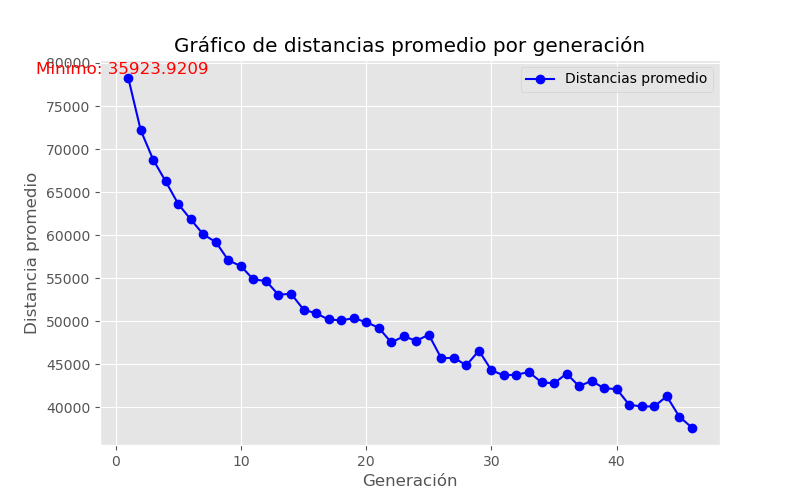 Gráfico de distancias promedio por generación
Mínimo: 35923.9209
Distancias promedio
80000
75000
70000
65000
60000
55000
50000
45000
40000
Distancia promedio
0 10 20 30 40
Generación